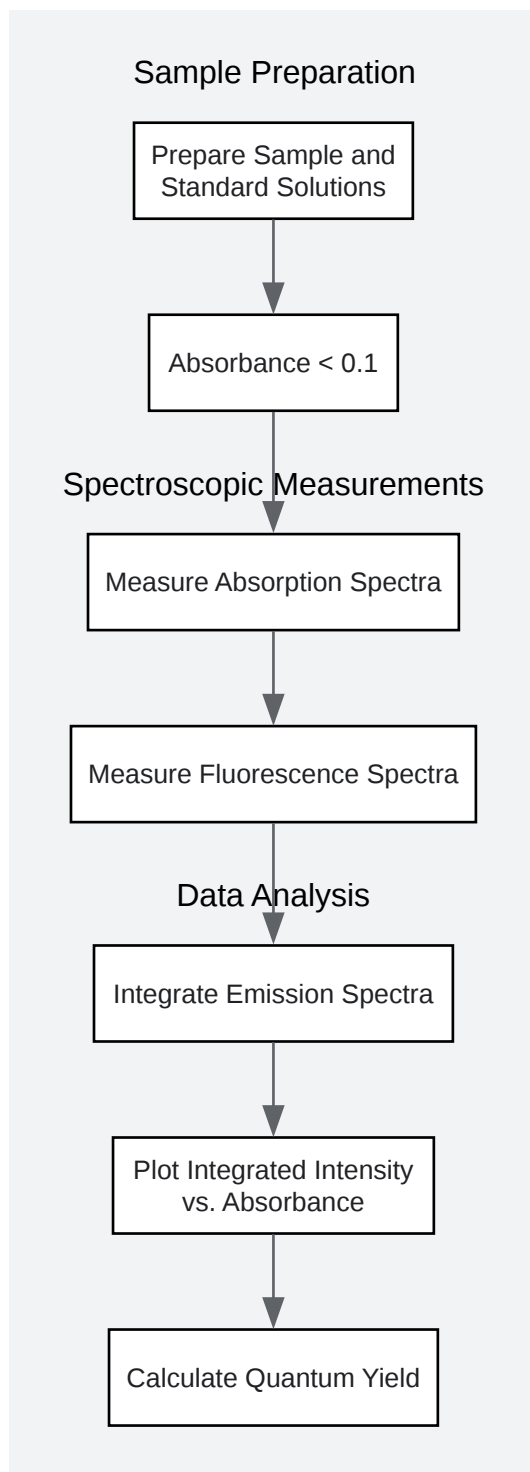 Sample Preparation
Prepare Sample and
Standard Solutions
Absorbance < 0.1
Spectroscopic Measurements
Measure Absorption Spectra
Measure Fluorescence Spectra
Data Analysis
Integrate Emission Spectra
Plot Integrated Intensity
vs. Absorbance
Calculate Quantum Yield